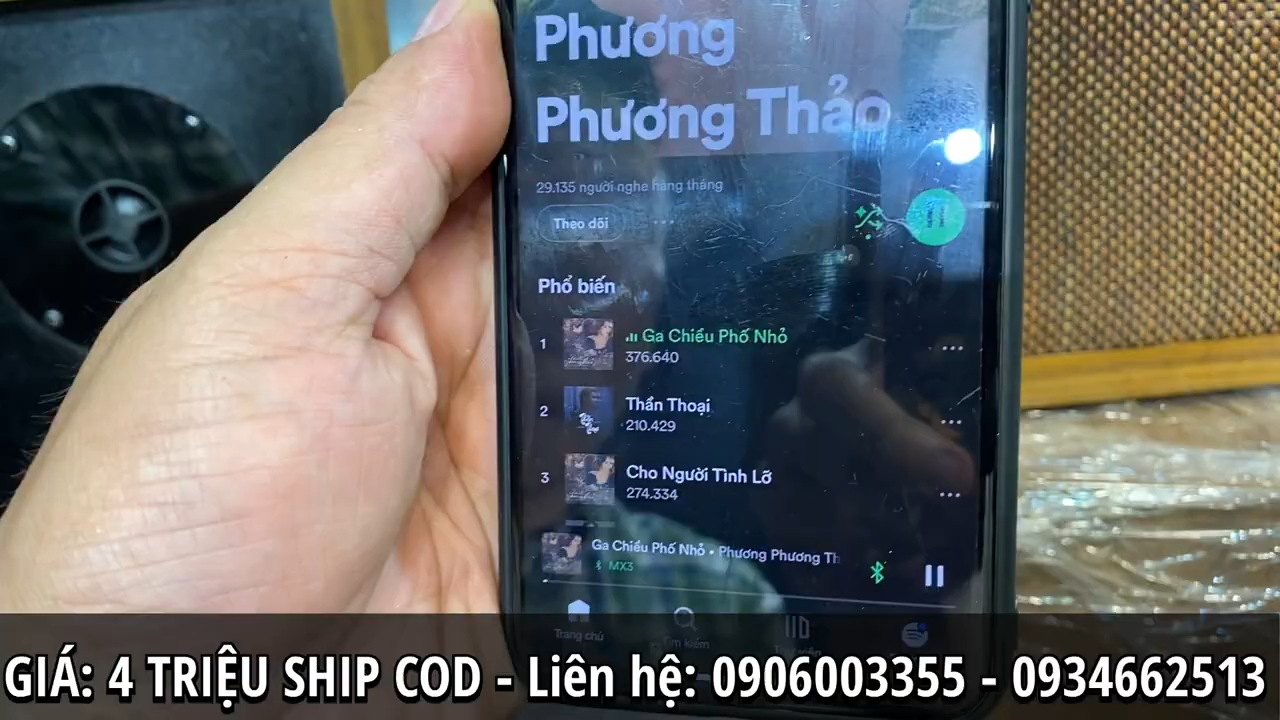 Phương
Phương Thảo
29.135 người nghe hàng tháng
Theo dõi
Phổ biến
1
Ga Chiều Phố Nhỏ
376.640
2
Thần Thoại
210.429
3
Cho Người Tình Lỡ
274.334
Ga Chiều Phố Nhỏ • Phương Phương Th
MX3
Trang chủ
Tìm kiếm
GIÁ: 4 TRIỆU SHIP COD - Liên hệ: 0906003355 - 0934662513